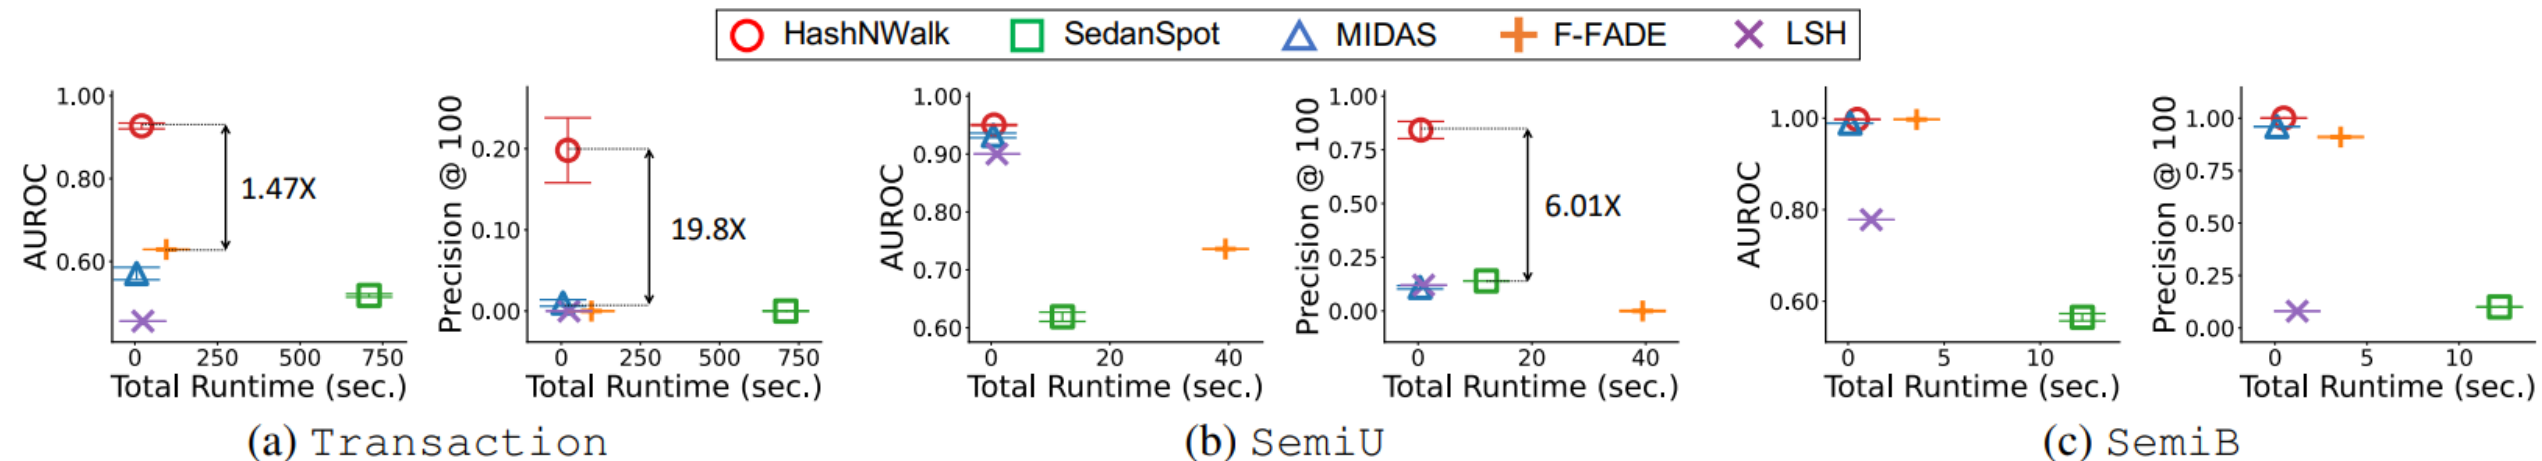 HashNWalk SedanSpot MIDAS F-FADE LSH
AUROC
1.00
0.80
0.60
1.47X
0 250 500 750
Total Runtime (sec.)
Precision @ 100
0.20
0.10
0.00
19.8X
0 250 500 750
Total Runtime (sec.)
(a) Transaction
AUROC
1.00
0.90
0.80
0.70
0.60
0 20 40
Total Runtime (sec.)
Precision @ 100
1.00
0.75
0.50
0.25
0.00
6.01X
0 20 40
Total Runtime (sec.)
(b) SemiU
AUROC
1.00
0.80
0.60
0 5 10
Total Runtime (sec.)
Precision @ 100
1.00
0.75
0.50
0.25
0.00
0 5 10
Total Runtime (sec.)
(c) SemiB